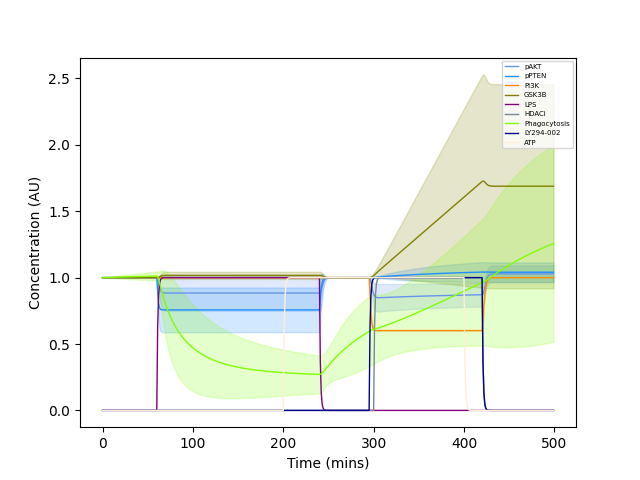 2.5
2.0
1.5
1.0
0.5
0.0
Concentration (AU)
0
100
200
300
400
500
Time (mins)
pAKT
pPTEN
PI3K
GSK3B
LPS
HDACi
Phagocytosis
LY294-002
ATP